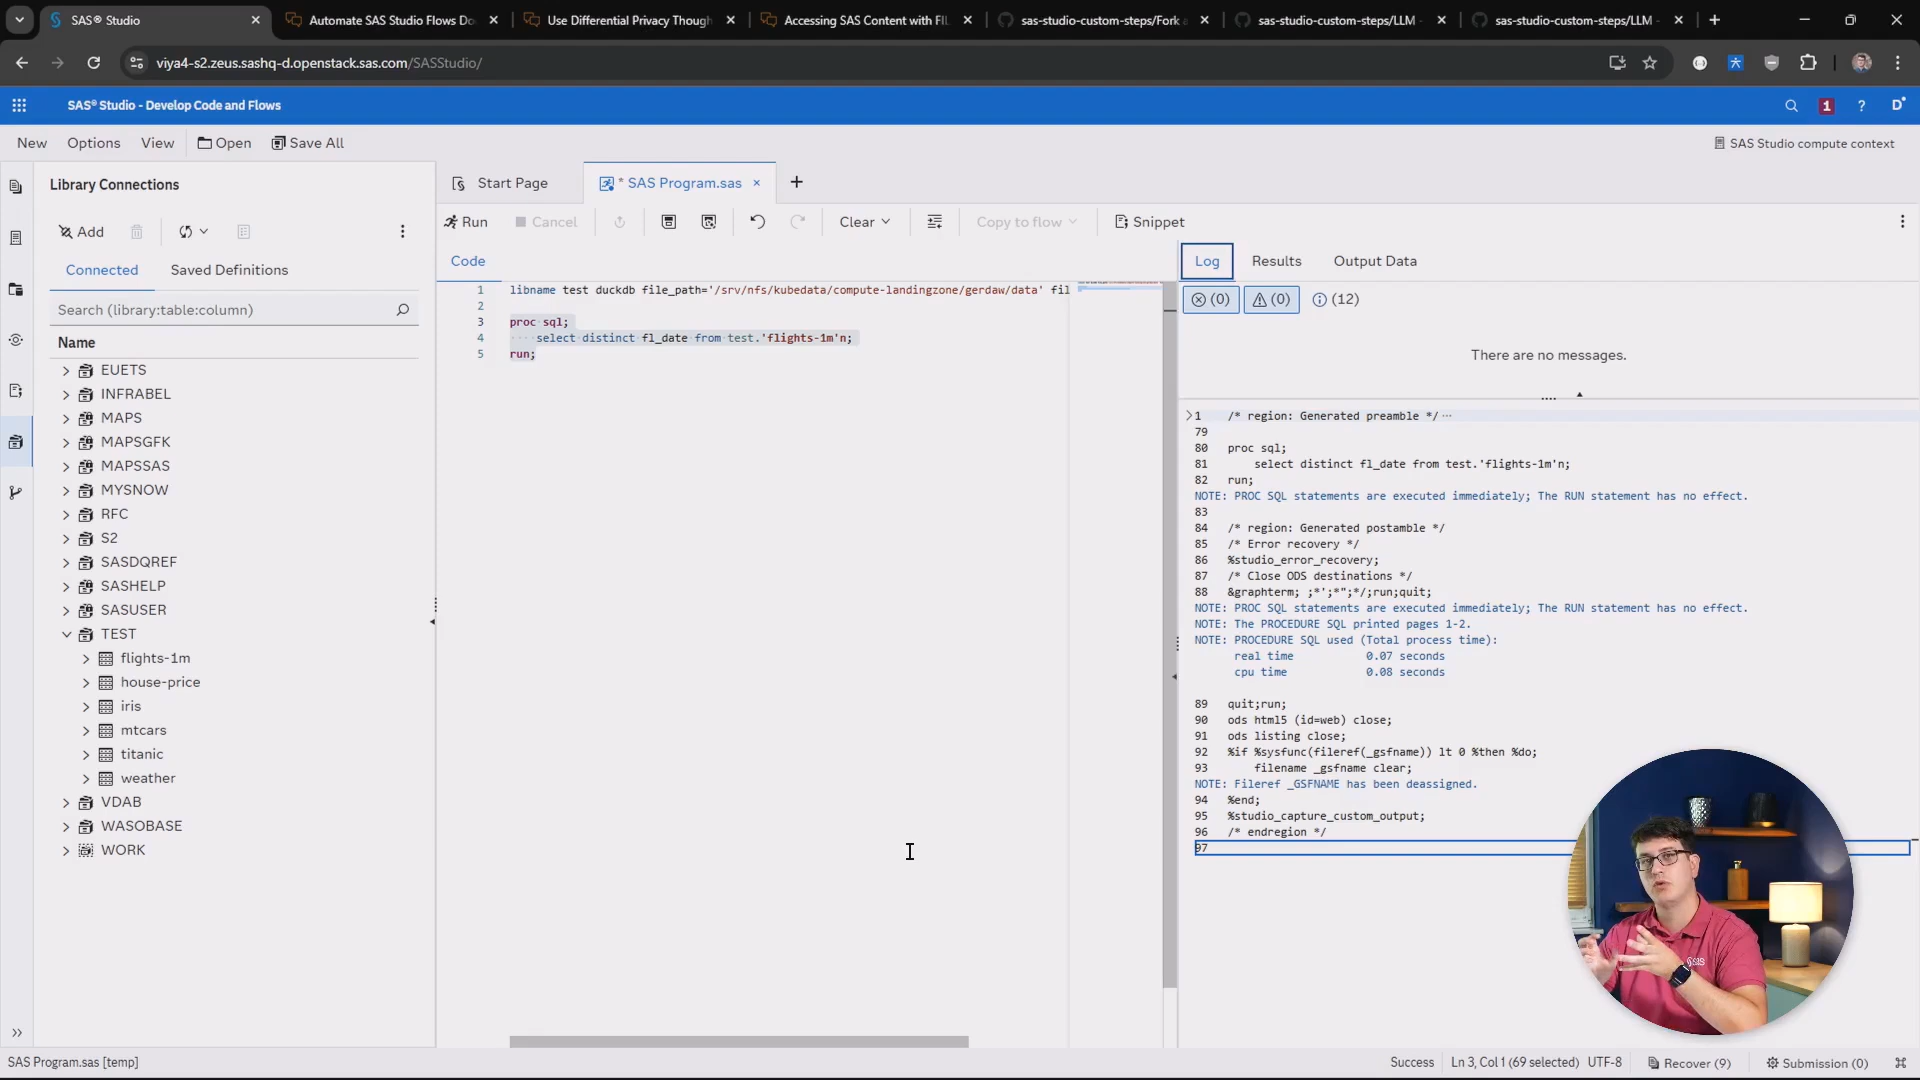 SAS® Studio
Automate SAS Studio Flows Do
Use Differential Privacy Though
Accessing SAS Content with FIL
sas-studio-custom-steps/Fork a
sas-studio-custom-steps/LLM -
sas-studio-custom-steps/LLM -
viya4-s2.zeus.sashq-d.openstack.sas.com/SASStudio/
SAS® Studio - Develop Code and Flows
1
?
D
New
Options
View
Open
Save All
SAS Studio compute context
Library Connections
Add
Connected
Saved Definitions
Search (library:table:column)
Name
EUETS
INFRABEL
MAPS
MAPSGFK
MAPSSAS
MYSNOW
RFC
S2
SASDQREF
SASHELP
SASUSER
TEST
flights-1m
house-price
iris
mtcars
titanic
weather
VDAB
WASOBASE
WORK
Start Page
* SAS Program.sas
Run
Cancel
Clear
Copy to flow
Snippet
Code
1 libname test duckdb file_path='/srv/nfs/kubedata/compute-landingzone/gerdaw/data' fil
2
3 proc sql;
4 select distinct fl_date from test.'flights-1m'n;
5 run;
Log
Results
Output Data
(0)
(0)
(12)
There are no messages.
1 /* region: Generated preamble */ ...
79
80 proc sql;
81 select distinct fl_date from test.'flights-1m'n;
82 run;
NOTE: PROC SQL statements are executed immediately; The RUN statement has no effect.
83
84 /* region: Generated postamble */
85 /* Error recovery */
86 %studio_error_recovery;
87 /* Close ODS destinations */
88 &graphterm; ;*';*";*/;run;quit;
NOTE: PROC SQL statements are executed immediately; The RUN statement has no effect.
NOTE: The PROCEDURE SQL printed pages 1-2.
NOTE: PROCEDURE SQL used (Total process time):
real time 0.07 seconds
cpu time 0.08 seconds
89 quit;run;
90 ods html5 (id=web) close;
91 ods listing close;
92 %if %sysfunc(fileref(_gsfname)) lt 0 %then %do;
93 filename _gsfname clear;
NOTE: Fileref _GSFNAME has been deassigned.
94 %end;
95 %studio_capture_custom_output;
96 /* endregion */
97
sas
SAS Program.sas [temp]
Success
Ln 3, Col 1 (69 selected)
UTF-8
Recover (9)
Submission (0)